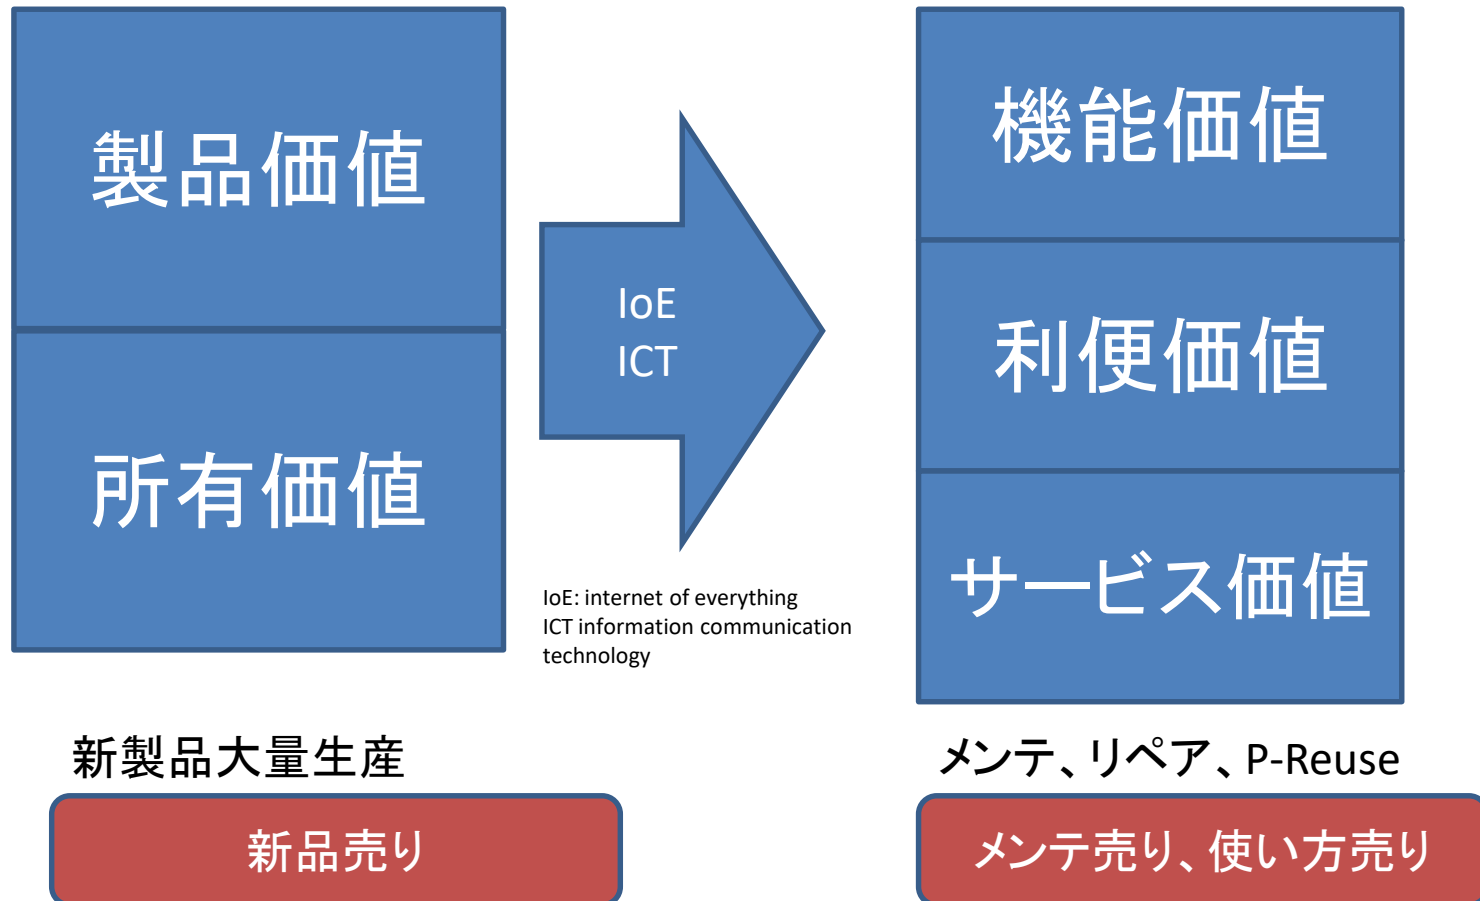 製品価値
所有価値
IoE
ICT
IoE: internet of everything
ICT information communication
technology
機能価値
利便価値
サービス価値
新製品大量生産
新品売り
メンテ、リペア、P-Reuse
メンテ売り、使い方売り